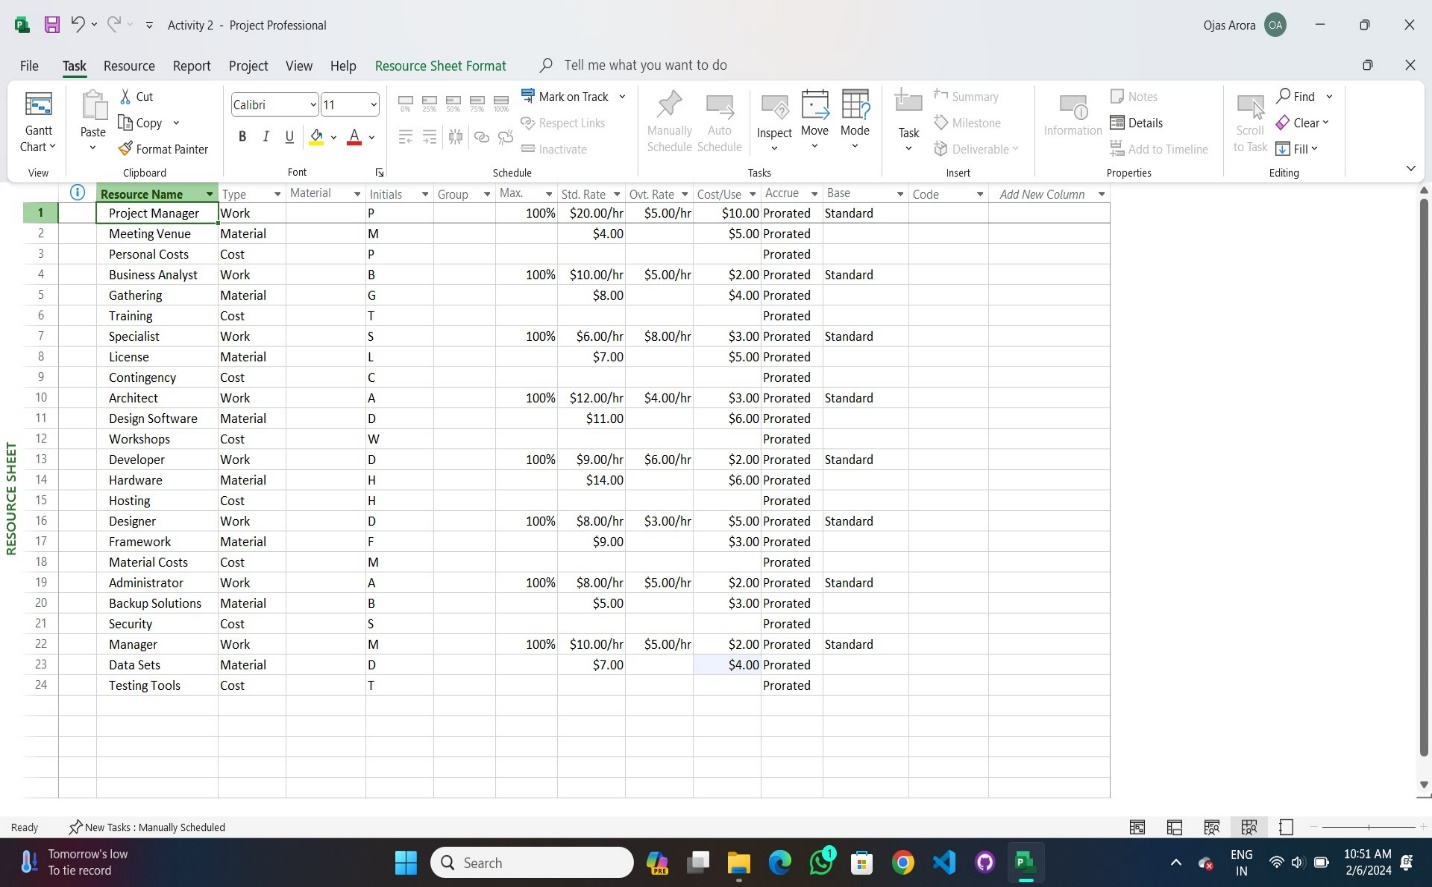 Activity 2 - Project Professional
Ojas Arora OA
File Task Resource Report Project View Help Resource Sheet Format Tell me what you want to do
Gantt Chart
View
Paste
Cut
Copy
Format Painter
Clipboard
Calibri 11
B I U A
Font
0% 25% 50% 75% 100%
Mark on Track
Respect Links
Inactivate
Schedule
Manually Schedule
Auto Schedule
Inspect
Move
Mode
Tasks
Task
Summary
Milestone
Deliverable
Insert
Information
Notes
Details
Add to Timeline
Properties
Scroll to Task
Find
Clear
Fill
Editing
Resource Name Type Material Initials Group Max. Std. Rate Ovt. Rate Cost/Use Accrue Base Code Add New Column
1 Project Manager Work P 100% $20.00/hr $5.00/hr $10.00 Prorated Standard
2 Meeting Venue Material M $4.00 $5.00 Prorated
3 Personal Costs Cost P Prorated
4 Business Analyst Work B 100% $10.00/hr $5.00/hr $2.00 Prorated Standard
5 Gathering Material G $8.00 $4.00 Prorated
6 Training Cost T Prorated
7 Specialist Work S 100% $6.00/hr $8.00/hr $3.00 Prorated Standard
8 License Material L $7.00 $5.00 Prorated
9 Contingency Cost C Prorated
10 Architect Work A 100% $12.00/hr $4.00/hr $3.00 Prorated Standard
11 Design Software Material D $11.00 $6.00 Prorated
12 Workshops Cost W Prorated
13 Developer Work D 100% $9.00/hr $6.00/hr $2.00 Prorated Standard
14 Hardware Material H $14.00 $6.00 Prorated
15 Hosting Cost H Prorated
16 Designer Work D 100% $8.00/hr $3.00/hr $5.00 Prorated Standard
17 Framework Material F $9.00 $3.00 Prorated
18 Material Costs Cost M Prorated
19 Administrator Work A 100% $8.00/hr $5.00/hr $2.00 Prorated Standard
20 Backup Solutions Material B $5.00 $3.00 Prorated
21 Security Cost S Prorated
22 Manager Work M 100% $10.00/hr $5.00/hr $2.00 Prorated Standard
23 Data Sets Material D $7.00 $4.00 Prorated
24 Testing Tools Cost T Prorated
RESOURCE SHEET
Ready New Tasks : Manually Scheduled
Tomorrow's low
To tie record
Search
PRE
1
ENG
IN
10:51 AM
2/6/2024